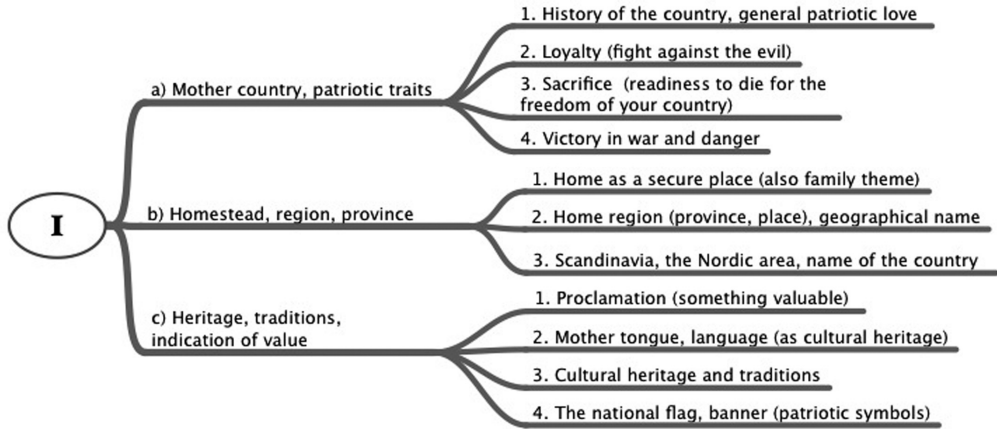 I
a) Mother country, patriotic traits
1. History of the country, general patriotic love
2. Loyalty (fight against the evil)
3. Sacrifice (readiness to die for the
freedom of your country)
4. Victory in war and danger
b) Homestead, region, province
1. Home as a secure place (also family theme)
2. Home region (province, place), geographical name
3. Scandinavia, the Nordic area, name of the country
c) Heritage, traditions,
indication of value
1. Proclamation (something valuable)
2. Mother tongue, language (as cultural heritage)
3. Cultural heritage and traditions
4. The national flag, banner (patriotic symbols)